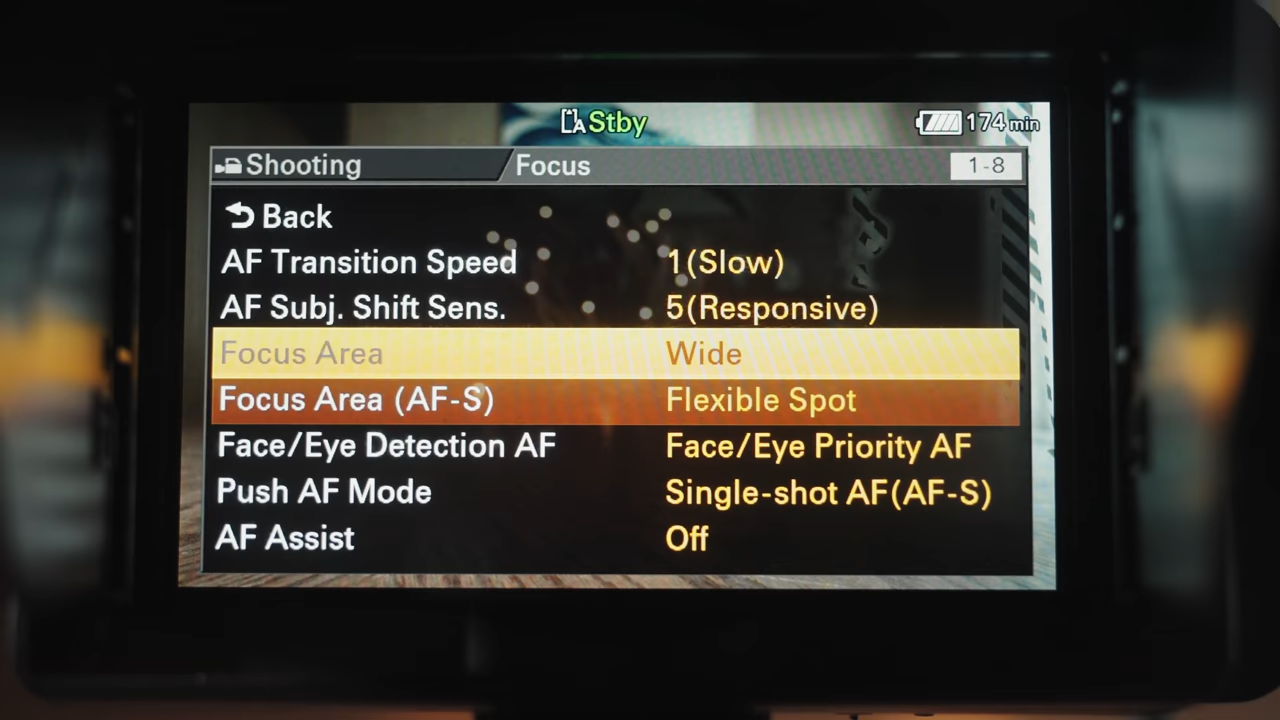 A Stby 174 min
Shooting Focus 1-8
Back
AF Transition Speed 1(Slow)
AF Subj. Shift Sens. 5(Responsive)
Focus Area Wide
Focus Area (AF-S) Flexible Spot
Face/Eye Detection AF Face/Eye Priority AF
Push AF Mode Single-shot AF(AF-S)
AF Assist Off